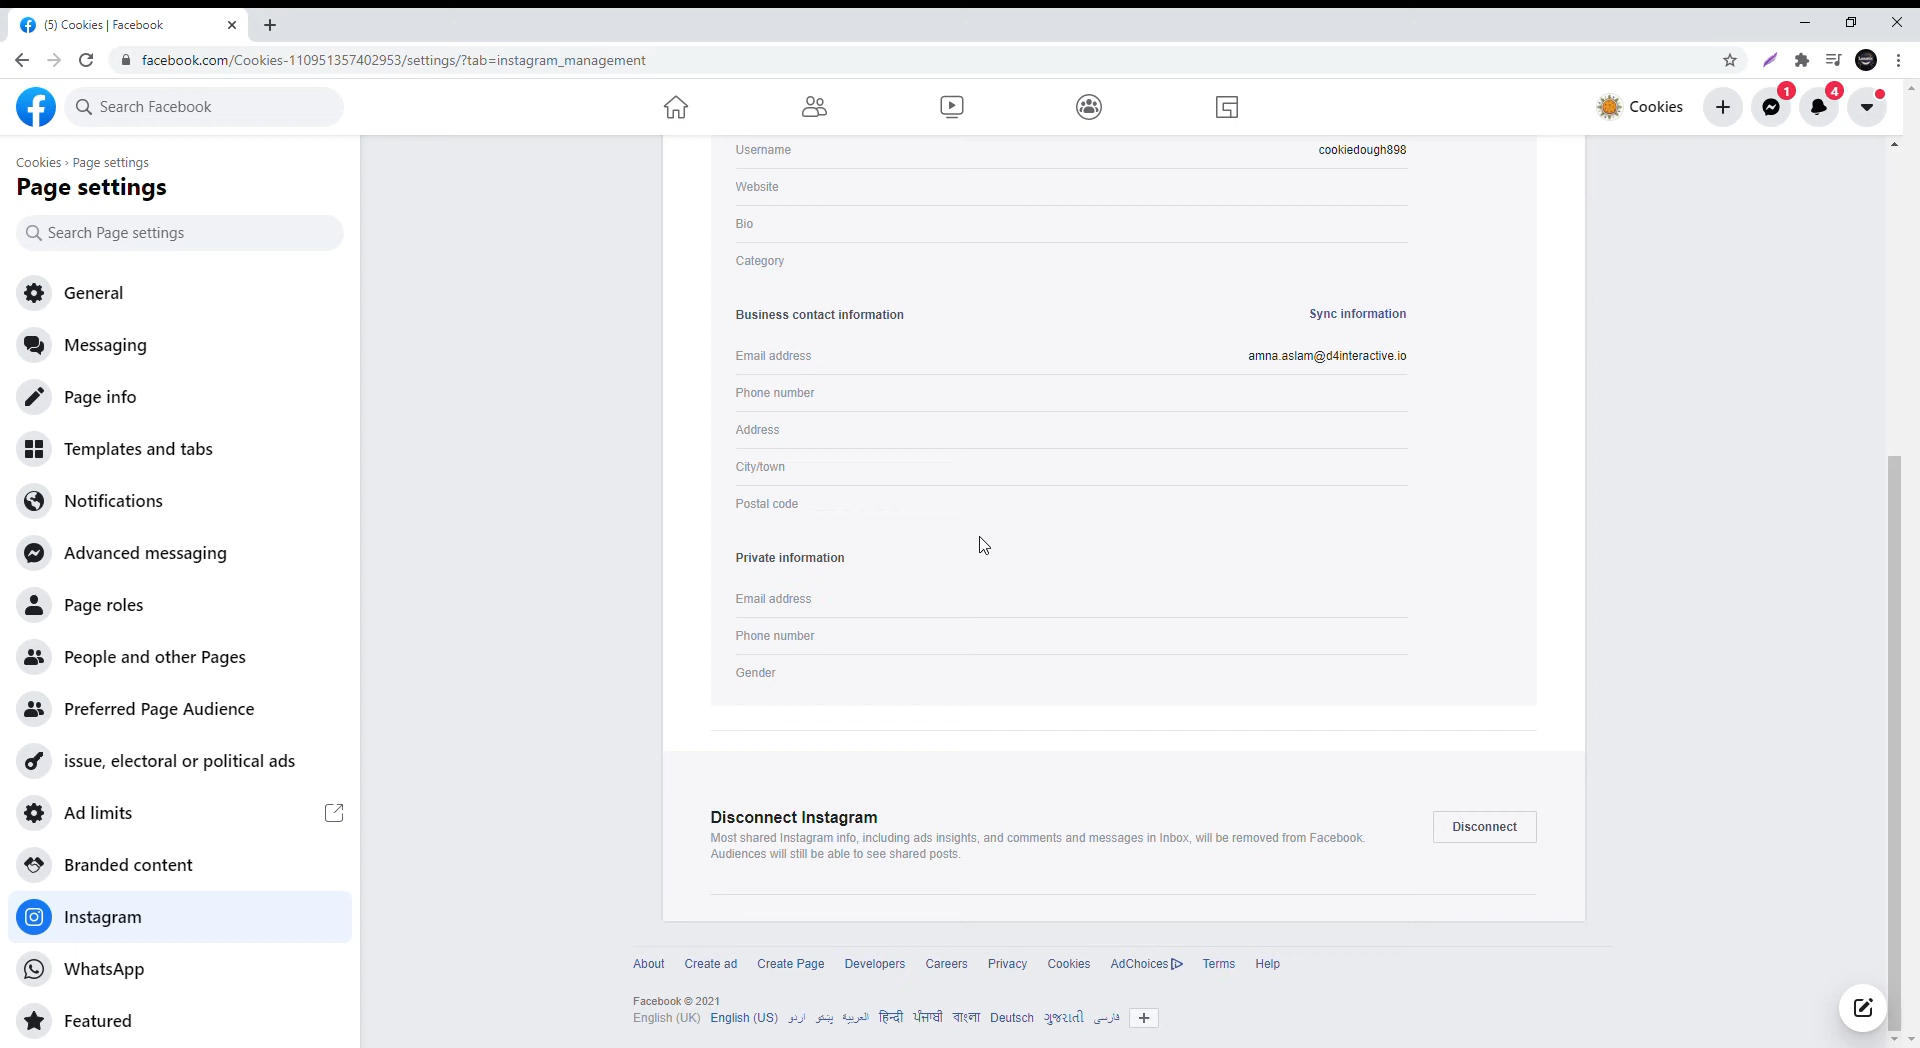 (5) Cookies | Facebook
facebook.com/Cookies-110951357402953/settings/?tab=instagram_management
Search Facebook
Cookies
1
4
Cookies › Page settings
Page settings
Search Page settings
General
Messaging
Page info
Templates and tabs
Notifications
Advanced messaging
Page roles
People and other Pages
Preferred Page Audience
issue, electoral or political ads
Ad limits
Branded content
Instagram
WhatsApp
Featured
Username cookiedough898
Website
Bio
Category
Business contact information Sync information
Email address amna.aslam@d4interactive.io
Phone number
Address
City/town
Postal code
Private information
Email address
Phone number
Gender
Disconnect Instagram
Most shared Instagram info, including ads insights, and comments and messages in Inbox, will be removed from Facebook.
Audiences will still be able to see shared posts.
Disconnect
About Create ad Create Page Developers Careers Privacy Cookies AdChoices Terms Help
Facebook © 2021
English (UK) English (US) اردو پښتو العربية हिन्दी ਪੰਜਾਬੀ বাংলা Deutsch ગુજરાતી فارسی +